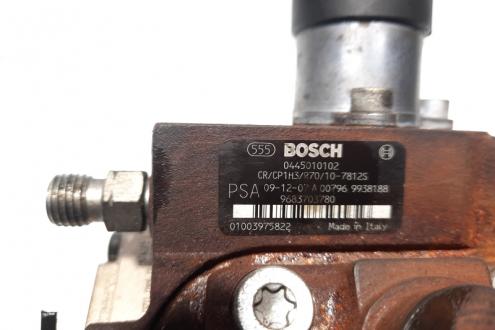 555 BOSCH
0445010102
CR/CP1H3/R70/10-7812S
PSA 09-12-07 A 00796 9938188
9683703780
01003975822 Made in Italy